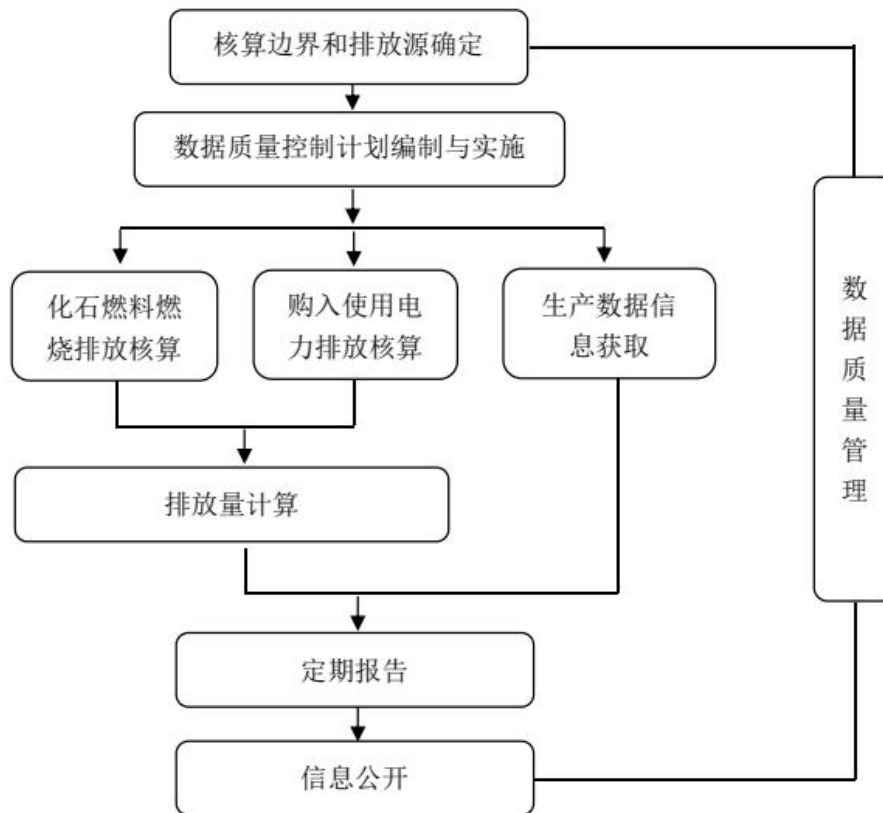 核算边界和排放源确定
数据质量控制计划编制与实施
化石燃料燃
烧排放核算
购入使用电
力排放核算
生产数据信
息获取
排放量计算
定期报告
信息公开
数
据
质
量
管
理